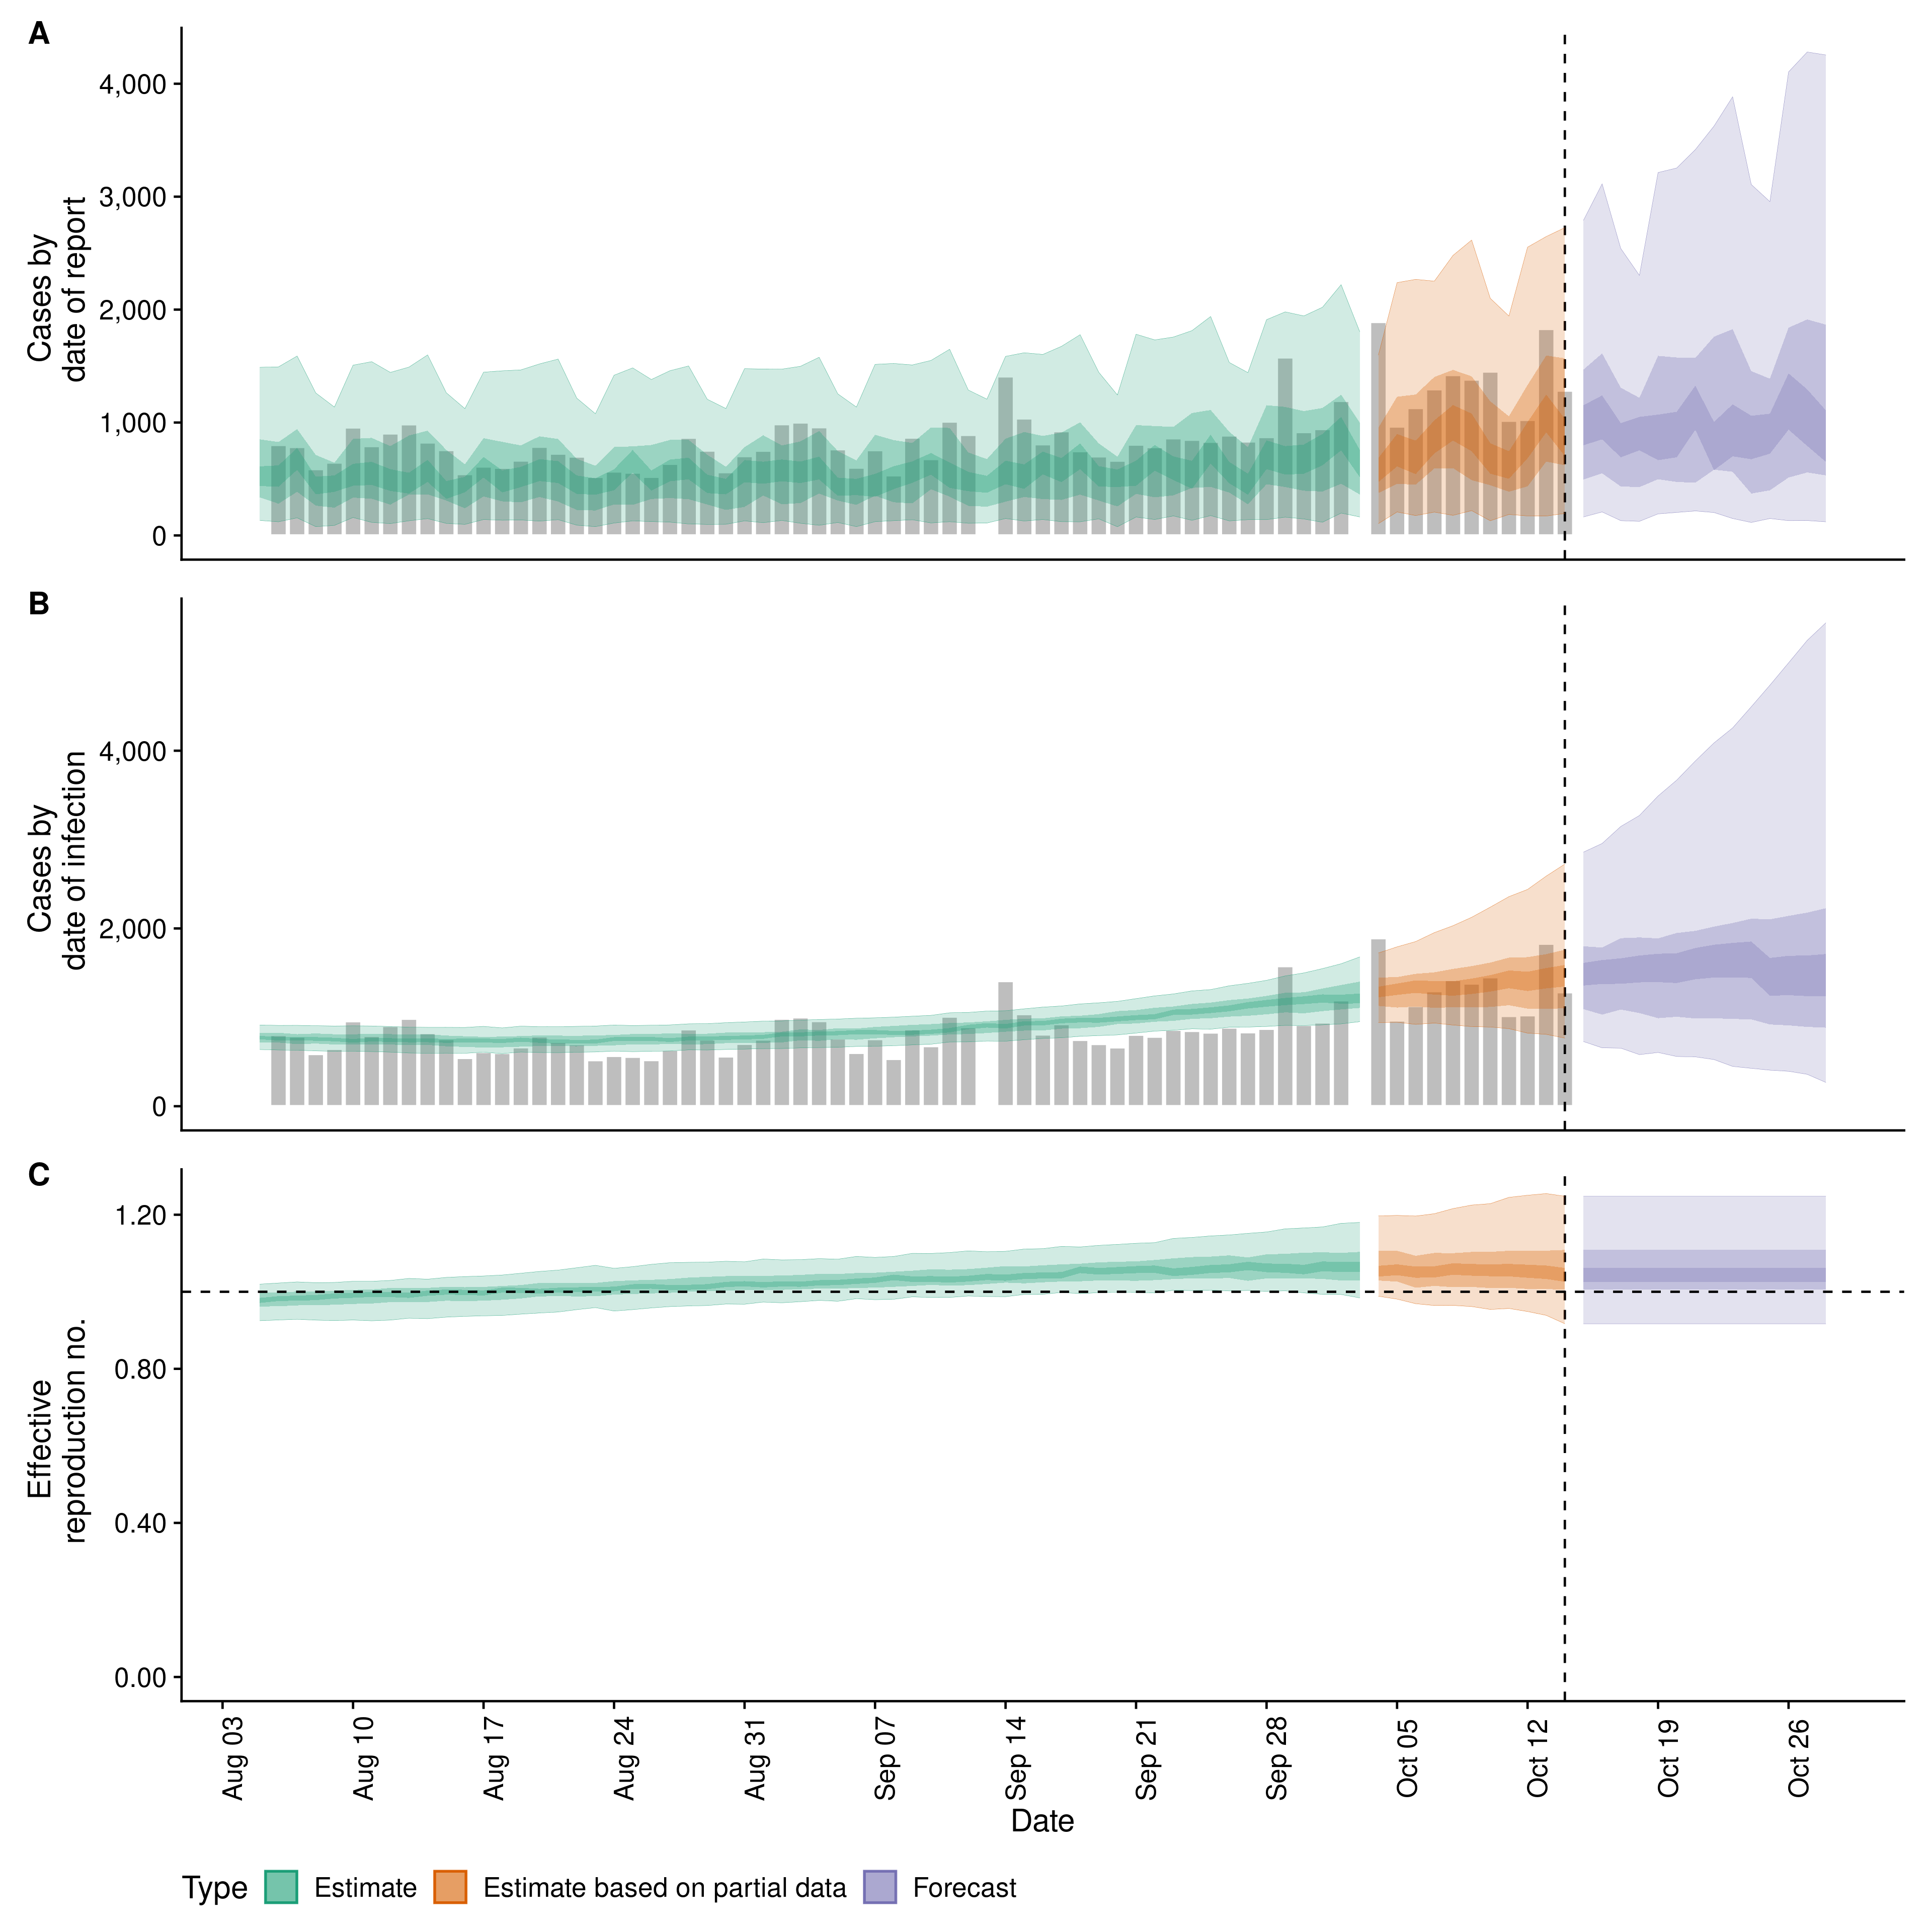 A
4,000
3,000
2,000
1,000
0
Cases by
date of report
B
4,000
2,000
0
Cases by
date of infection
C
1.20
0.80
0.40
0.00
Effective
reproduction no.
Aug 03
Aug 10
Aug 17
Aug 24
Aug 31
Sep 07
Sep 14
Sep 21
Sep 28
Oct 05
Oct 12
Oct 19
Oct 26
Date
Type Estimate Estimate based on partial data Forecast